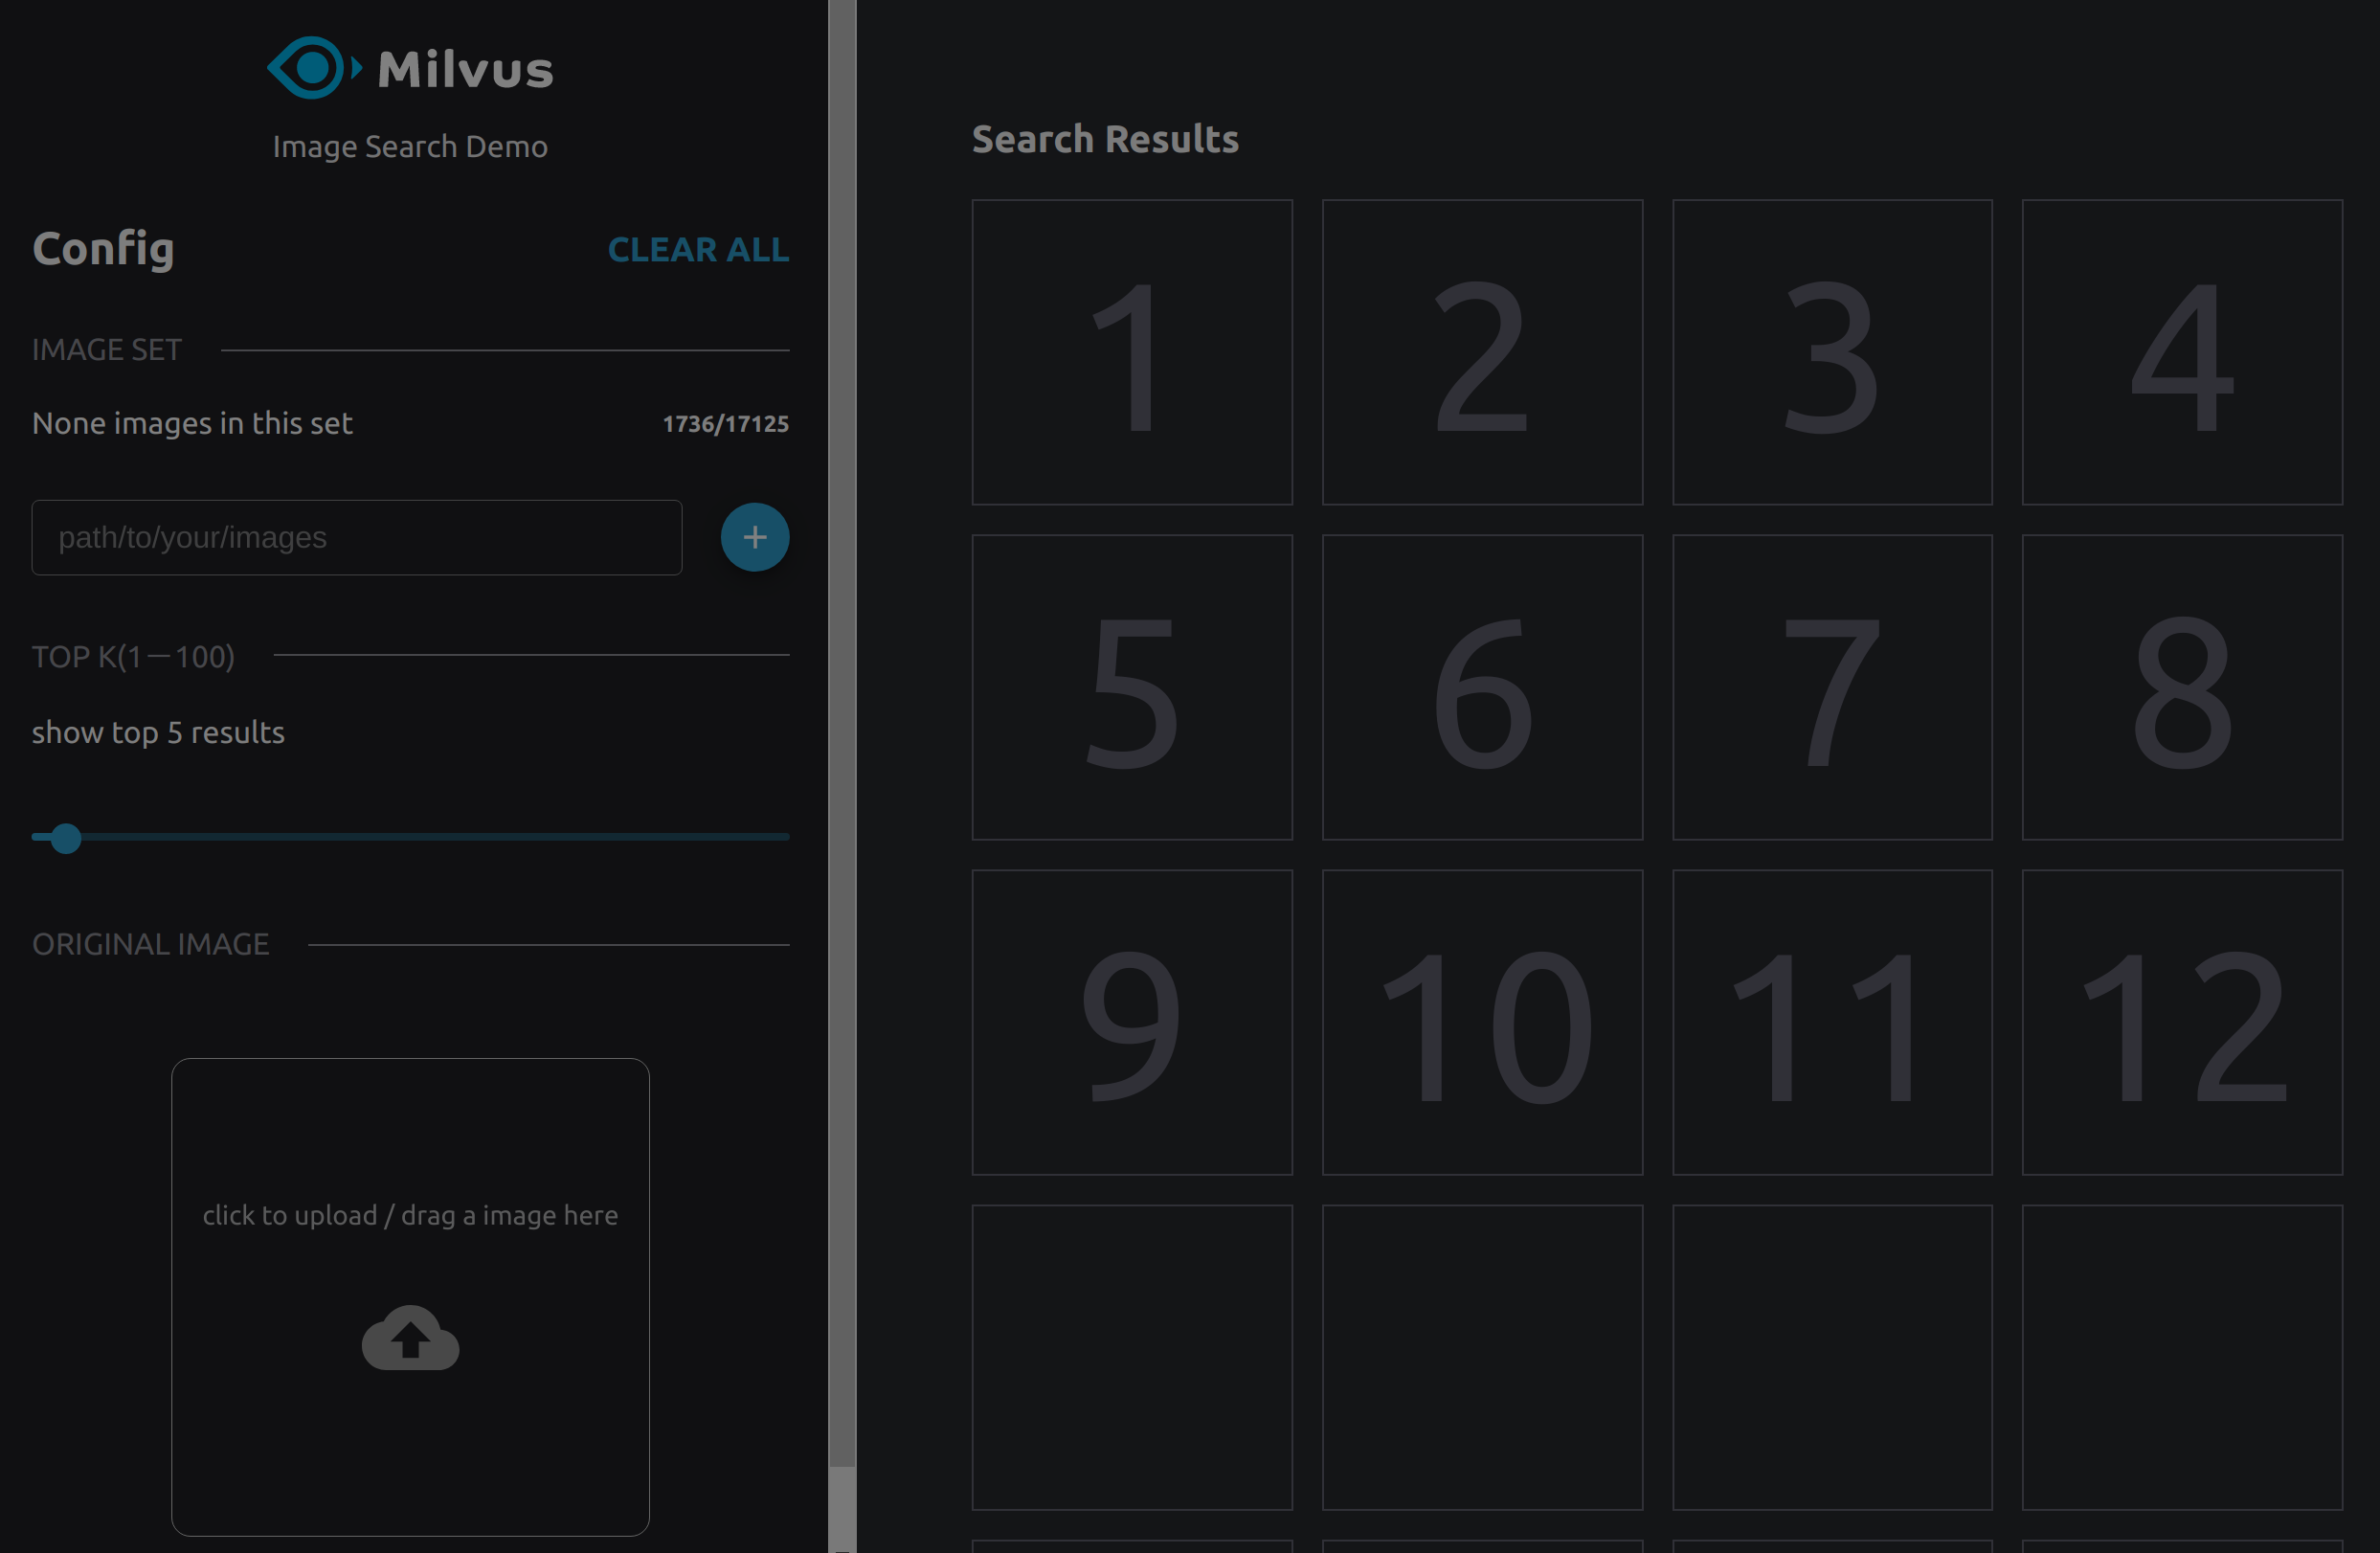 Milvus
Image Search Demo
Config
CLEAR ALL
IMAGE SET
None images in this set
1736/17125
path/to/your/images
+
TOP K(1—100)
show top 5 results
ORIGINAL IMAGE
click to upload / drag a image here
Search Results
1
2
3
4
5
6
7
8
9
10
11
12